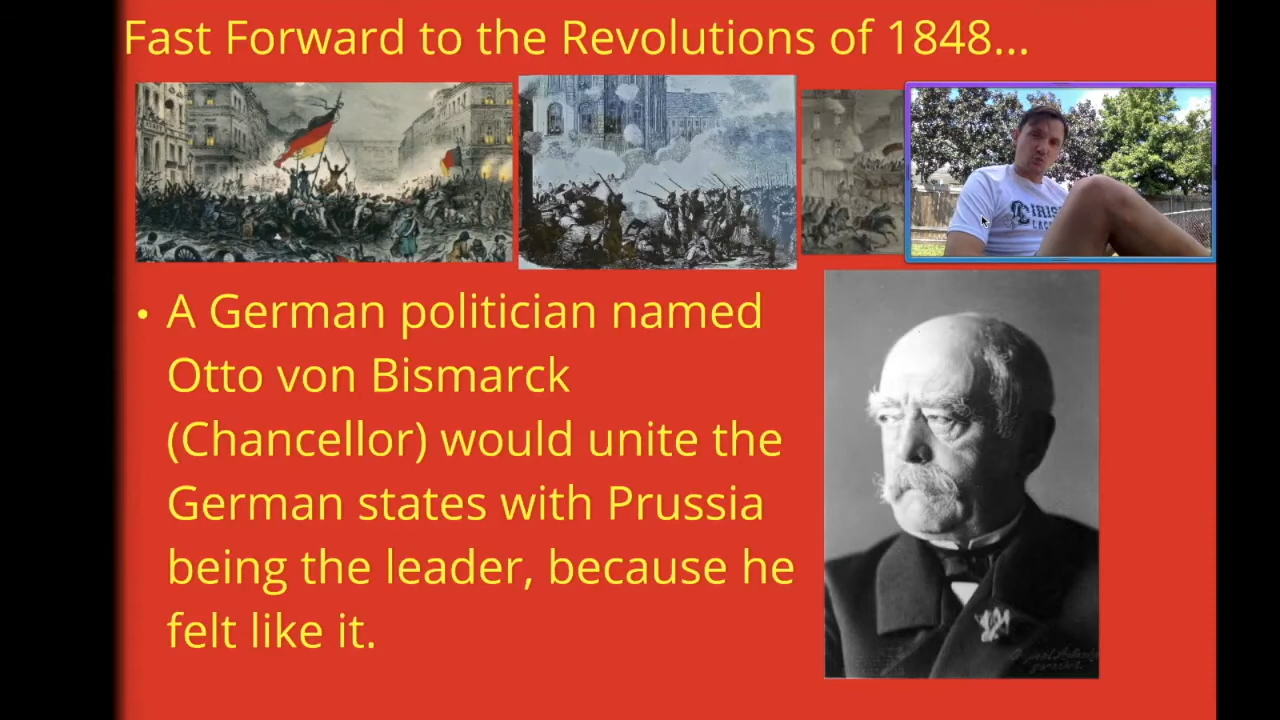 Fast Forward to the Revolutions of 1848...
IRIS
• A German politician named
Otto von Bismarck
(Chancellor) would unite the
German states with Prussia
being the leader, because he
felt like it.